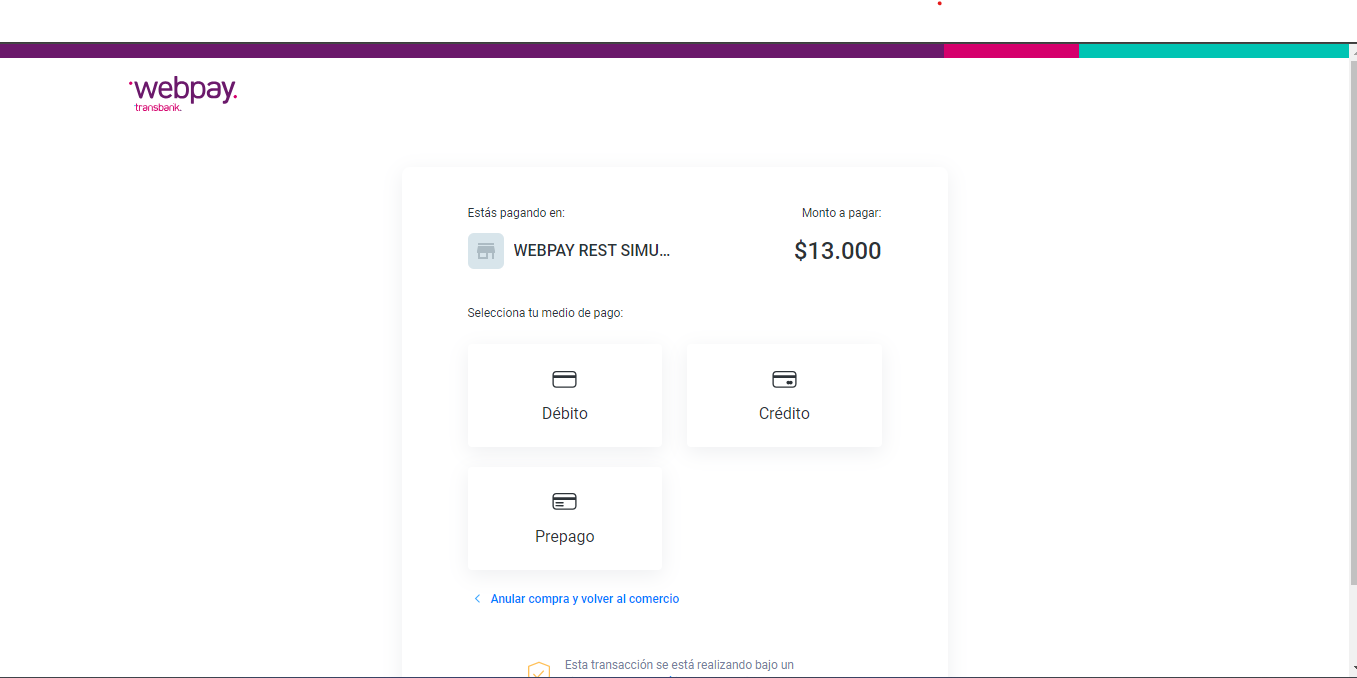 webpay.
transbank.
Estás pagando en:
Monto a pagar:
WEBPAY REST SIMU...
$13.000
Selecciona tu medio de pago:
Débito
Crédito
Prepago
Anular compra y volver al comercio
Esta transacción se está realizando bajo un